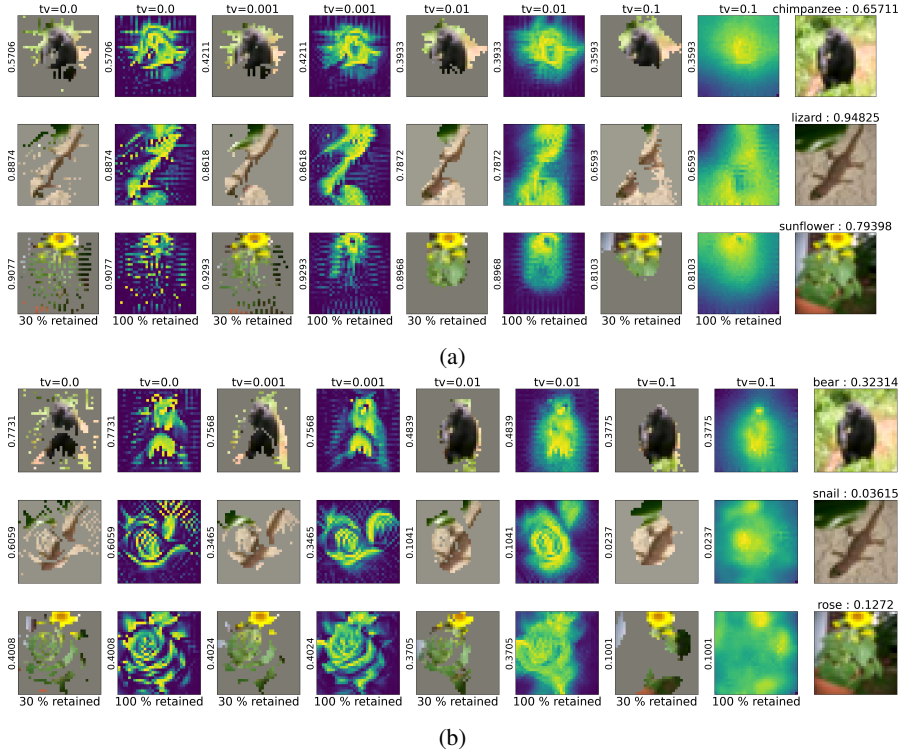 tv=0.0 tv=0.0 tv=0.001 tv=0.001 tv=0.01 tv=0.01 tv=0.1 tv=0.1 chimpanzee : 0.65711
0.5706 0.5706 0.4211 0.4211 0.3933 0.3933 0.3593 0.3593
lizard : 0.94825
0.8874 0.8874 0.8618 0.8618 0.7872 0.7872 0.6593 0.6593
sunflower : 0.79398
0.9077 0.9077 0.9293 0.9293 0.8968 0.8968 0.8103 0.8103
30 % retained 100 % retained 30 % retained 100 % retained 30 % retained 100 % retained 30 % retained 100 % retained
(a)
tv=0.0 tv=0.0 tv=0.001 tv=0.001 tv=0.01 tv=0.01 tv=0.1 tv=0.1 bear : 0.32314
0.7731 0.7731 0.7568 0.7568 0.4839 0.4839 0.3775 0.3775
snail : 0.03615
0.6059 0.6059 0.3465 0.3465 0.1041 0.1041 0.0237 0.0237
rose : 0.1272
0.4008 0.4008 0.4024 0.4024 0.3705 0.3705 0.1001 0.1001
30 % retained 100 % retained 30 % retained 100 % retained 30 % retained 100 % retained 30 % retained 100 % retained
(b)